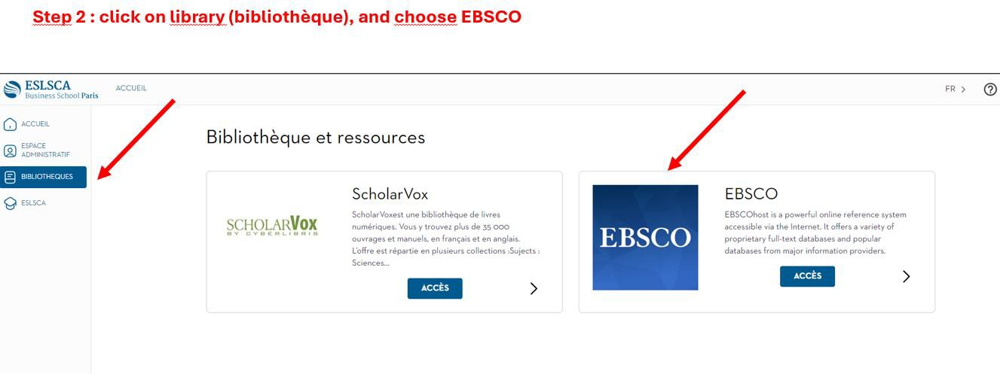 Step 2 : click on library (bibliothèque), and choose EBSCO
ESLSCA
Business School Paris
ACCUEIL
FR
?
ACCUEIL
ESPACE
ADMINISTRATIF
BIBLIOTHEQUES
ESLSCA
Bibliothèque et ressources
SCHOLARVOX
BY CYBERLIBRIS
ScholarVox
ScholarVoxest une bibliothèque de livres
numériques. Vous y trouvez plus de 35 000
ouvrages et manuels, en français et en anglais.
L'offre est répartie en plusieurs collections :Sujects :
Sciences...
ACCÈS
EBSCO
EBSCO
EBSCOhost is a powerful online reference system
accessible via the Internet. It offers a variety of
proprietary full-text databases and popular
databases from major information providers.
ACCÈS